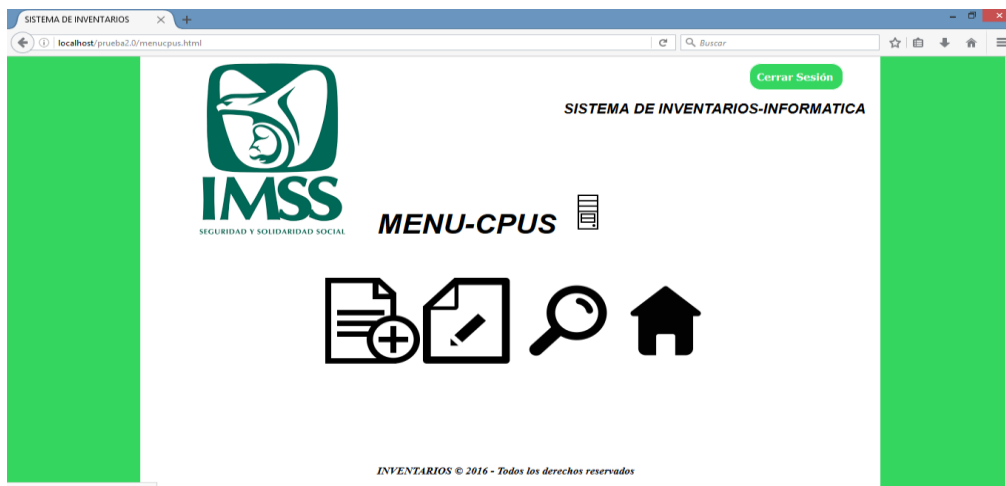 SISTEMA DE INVENTARIOS
localhost/prueba2.0/menucpus.html
Buscar
Cerrar Sesión
SISTEMA DE INVENTARIOS-INFORMATICA
IMSS
SEGURIDAD Y SOLIDARIDAD SOCIAL
MENU-CPUS
INVENTARIOS © 2016 - Todos los derechos reservados